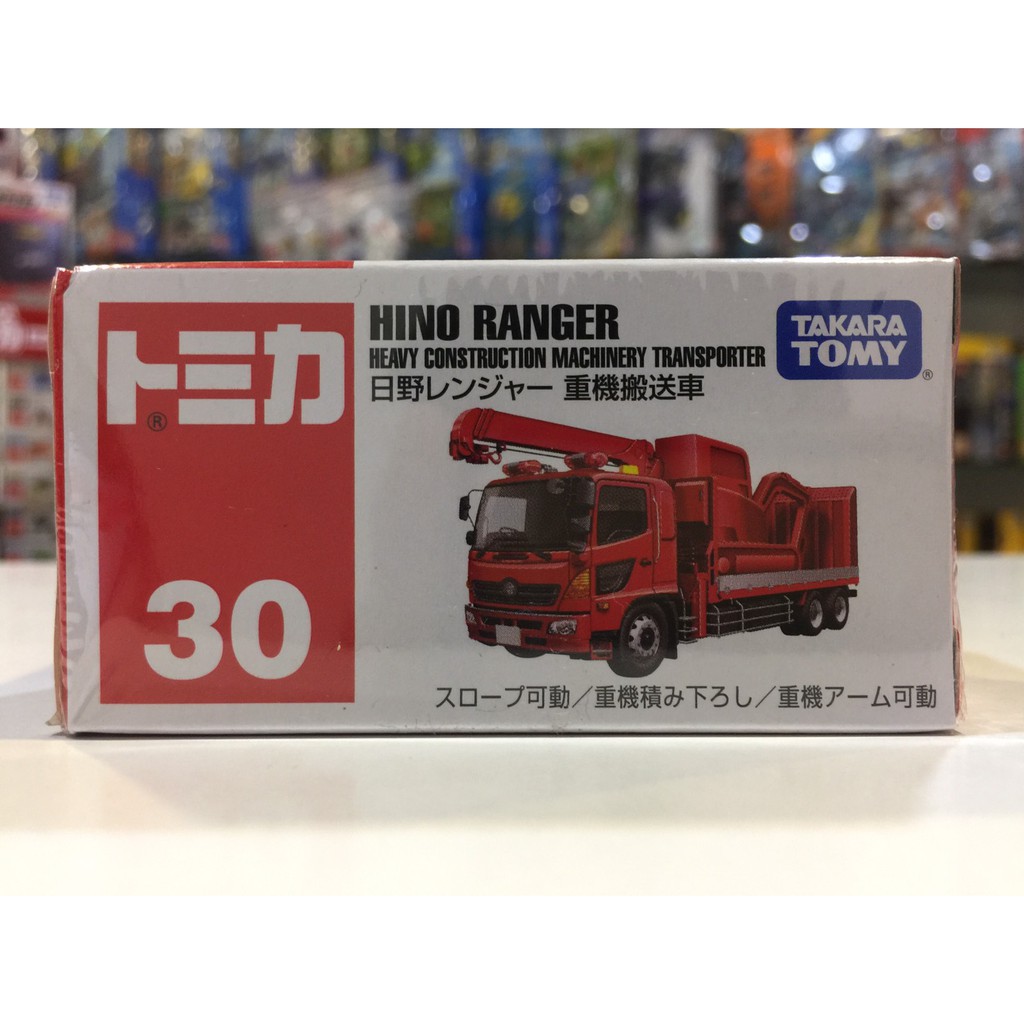 トミカ
®
30
HINO RANGER
HEAVY CONSTRUCTION MACHINERY TRANSPORTER
日野レンジャー 重機搬送車
TAKARA
TOMY
®
スロープ可動／重機積み下ろし／重機アーム可動